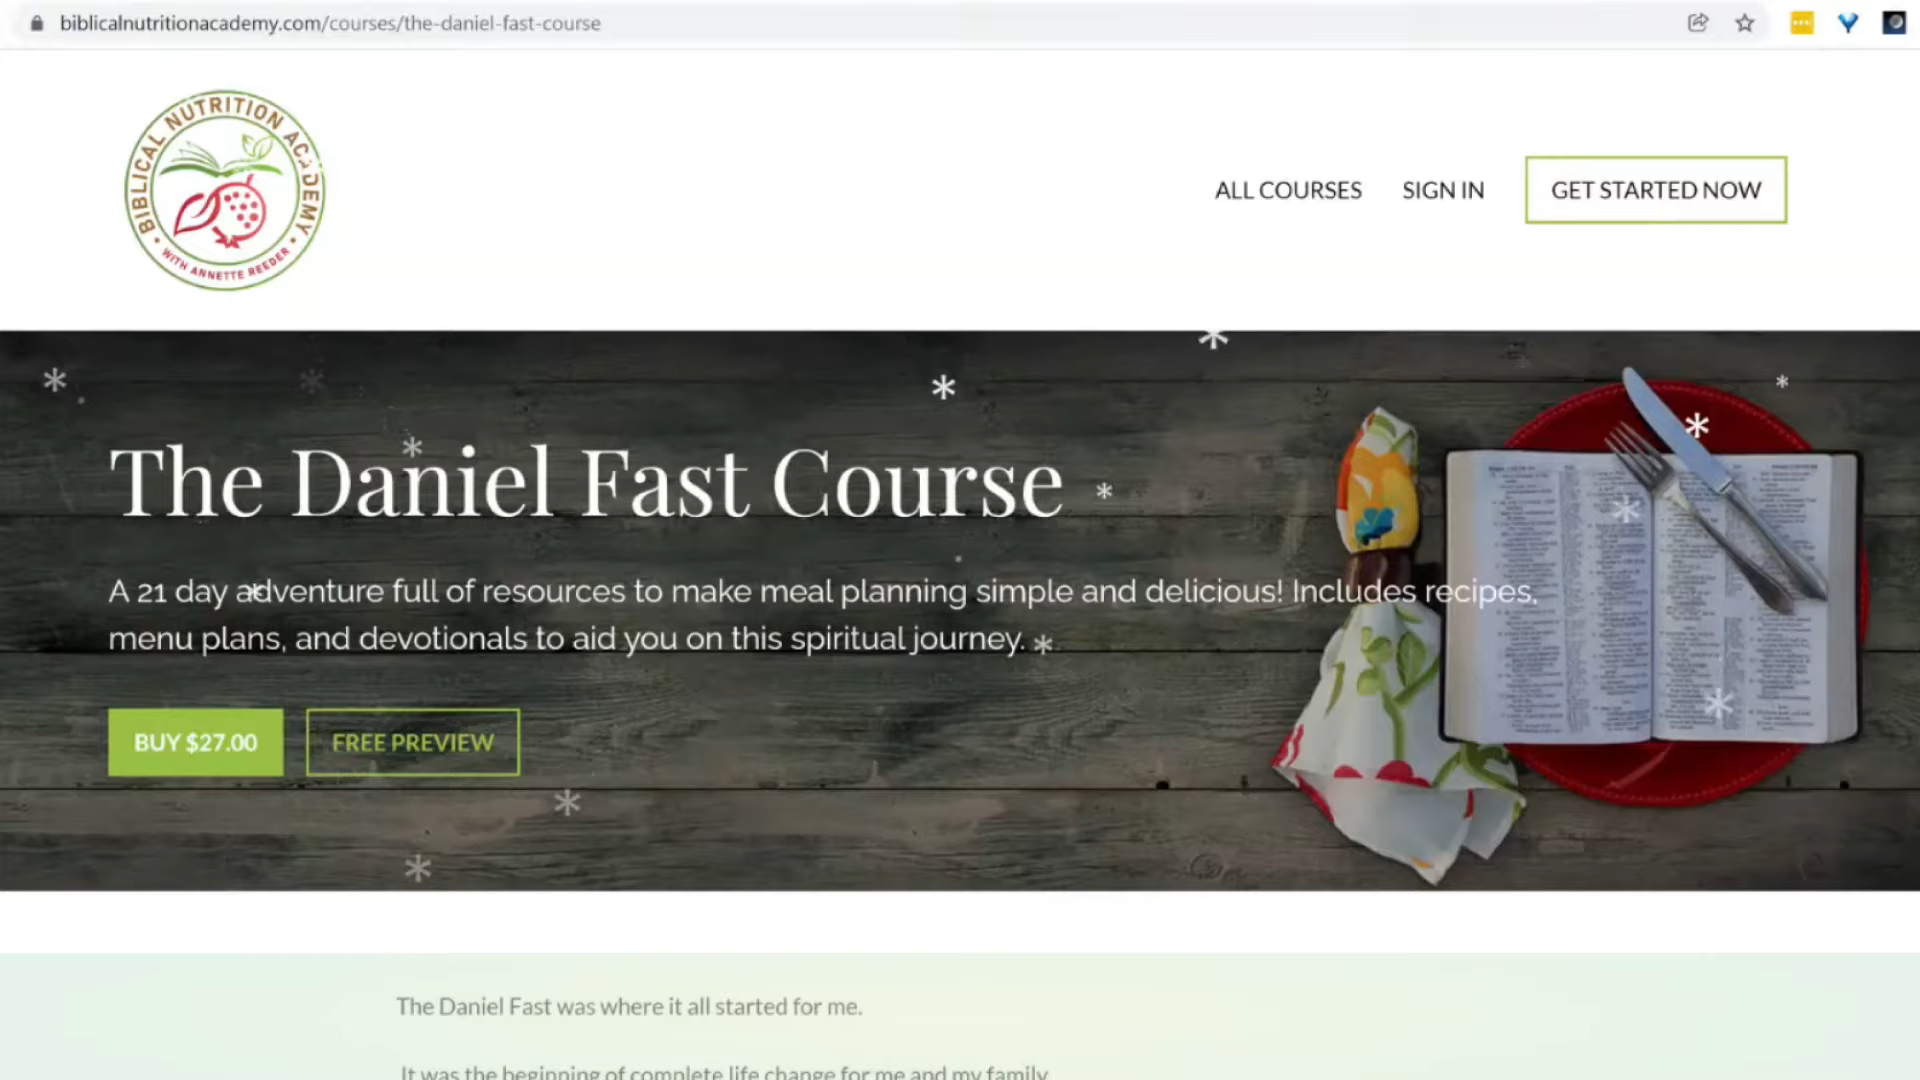 biblicalnutritionacademy.com/courses/the-daniel-fast-course
BIBLICAL NUTRITION ACADEMY
WITH ANNETTE REEDER
ALL COURSES
SIGN IN
GET STARTED NOW
The Daniel Fast Course
A 21 day adventure full of resources to make meal planning simple and delicious! Includes recipes,
menu plans, and devotionals to aid you on this spiritual journey.
BUY $27.00
FREE PREVIEW
The Daniel Fast was where it all started for me.
It was the beginning of complete life change for me and my family